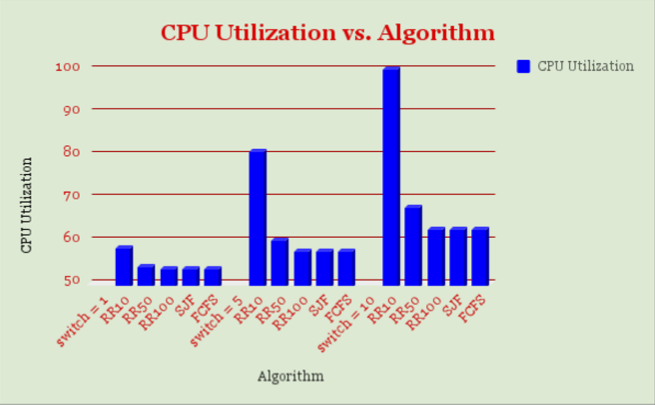 CPU Utilization vs. Algorithm
CPU Utilization
100
90
80
70
60
50
CPU Utilization
switch = 1
RR10
RR50
RR100
SJF
FCFS
switch = 5
RR10
RR50
RR100
SJF
FCFS
switch = 10
RR10
RR50
RR100
SJF
FCFS
Algorithm